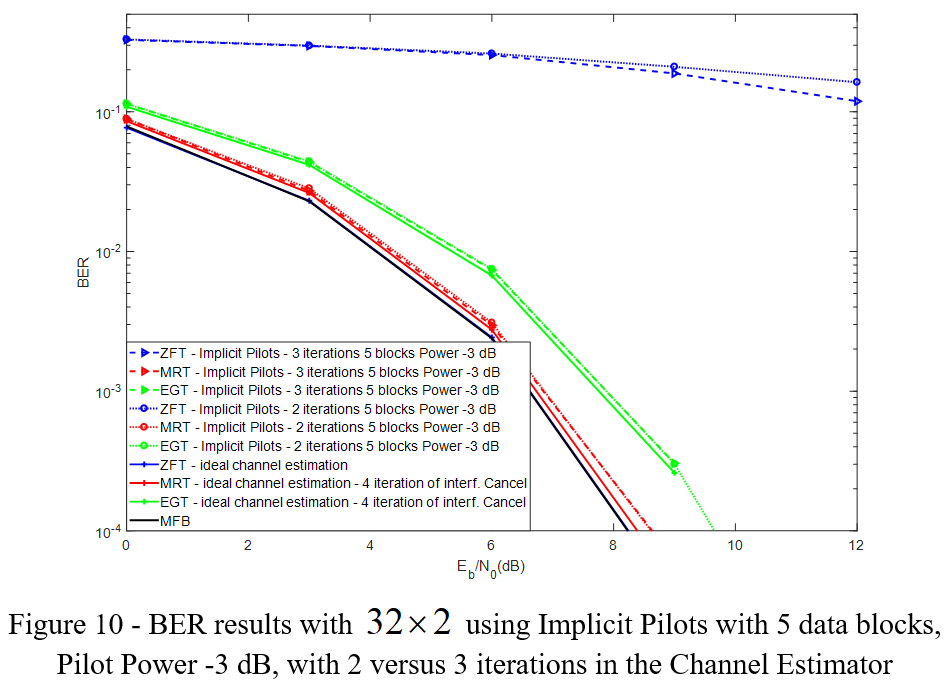 10^-1
10^-2
10^-3
10^-4
BER
ZFT - Implicit Pilots - 3 iterations 5 blocks Power -3 dB
MRT - Implicit Pilots - 3 iterations 5 blocks Power -3 dB
EGT - Implicit Pilots - 3 iterations 5 blocks Power -3 dB
ZFT - Implicit Pilots - 2 iterations 5 blocks Power -3 dB
MRT - Implicit Pilots - 2 iterations 5 blocks Power -3 dB
EGT - Implicit Pilots - 2 iterations 5 blocks Power -3 dB
ZFT - ideal channel estimation
MRT - ideal channel estimation - 4 iteration of interf. Cancel
EGT - ideal channel estimation - 4 iteration of interf. Cancel
MFB
0 2 4 6 8 10 12
E_b/N_0(dB)
Figure 10 - BER results with 32×2 using Implicit Pilots with 5 data blocks,
Pilot Power -3 dB, with 2 versus 3 iterations in the Channel Estimator